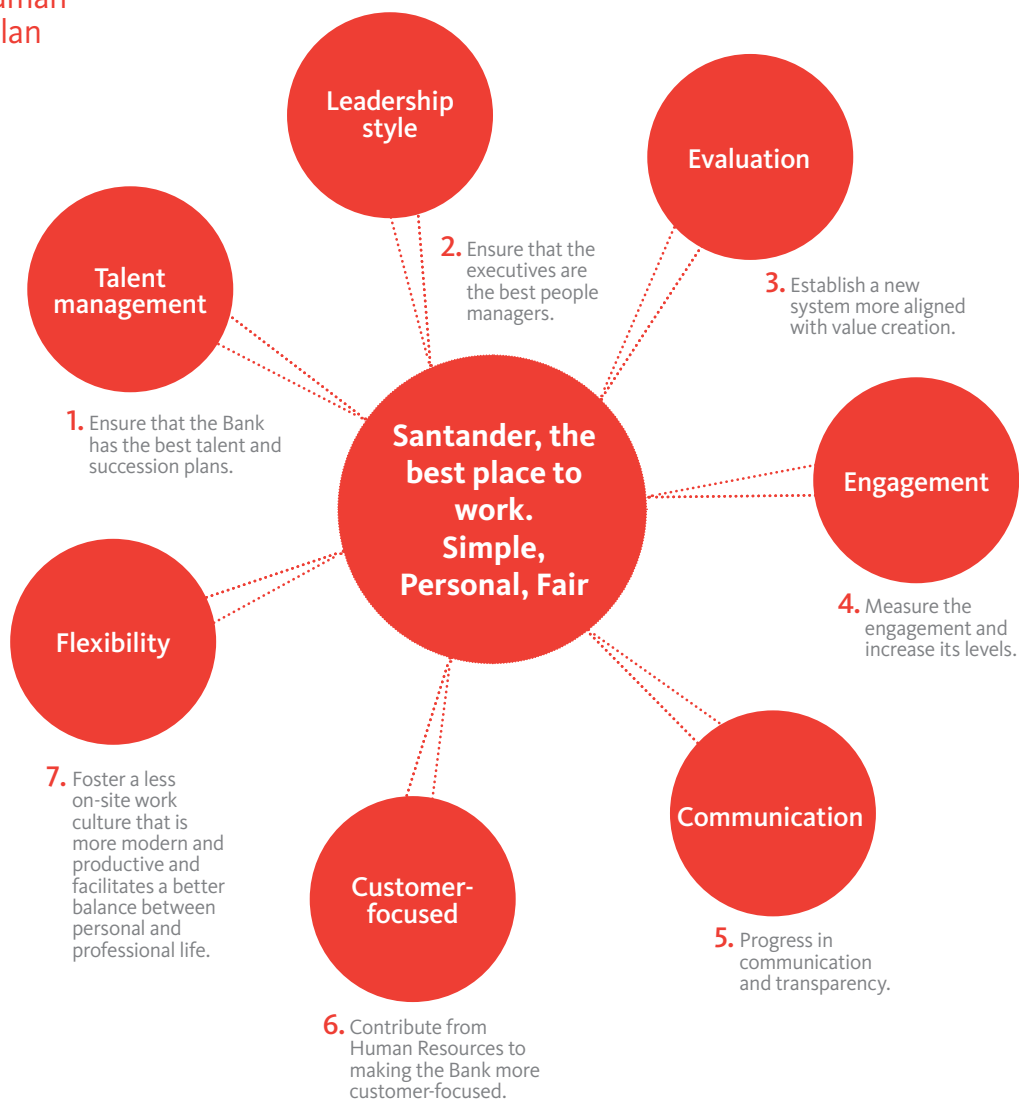 lan
Leadership
style
Evaluation
Talent
management
2. Ensure that the
executives are
the best people
managers.
3. Establish a new
system more aligned
with value creation.
1. Ensure that the Bank
has the best talent and
succession plans.
Santander, the
best place to
work.
Simple,
Personal, Fair
Engagement
4. Measure the
engagement and
increase its levels.
Flexibility
7. Foster a less
on-site work
culture that is
more modern and
productive and
facilitates a better
balance between
personal and
professional life.
Communication
5. Progress in
communication
and transparency.
Customer-
focused
6. Contribute from
Human Resources to
making the Bank more
customer-focused.